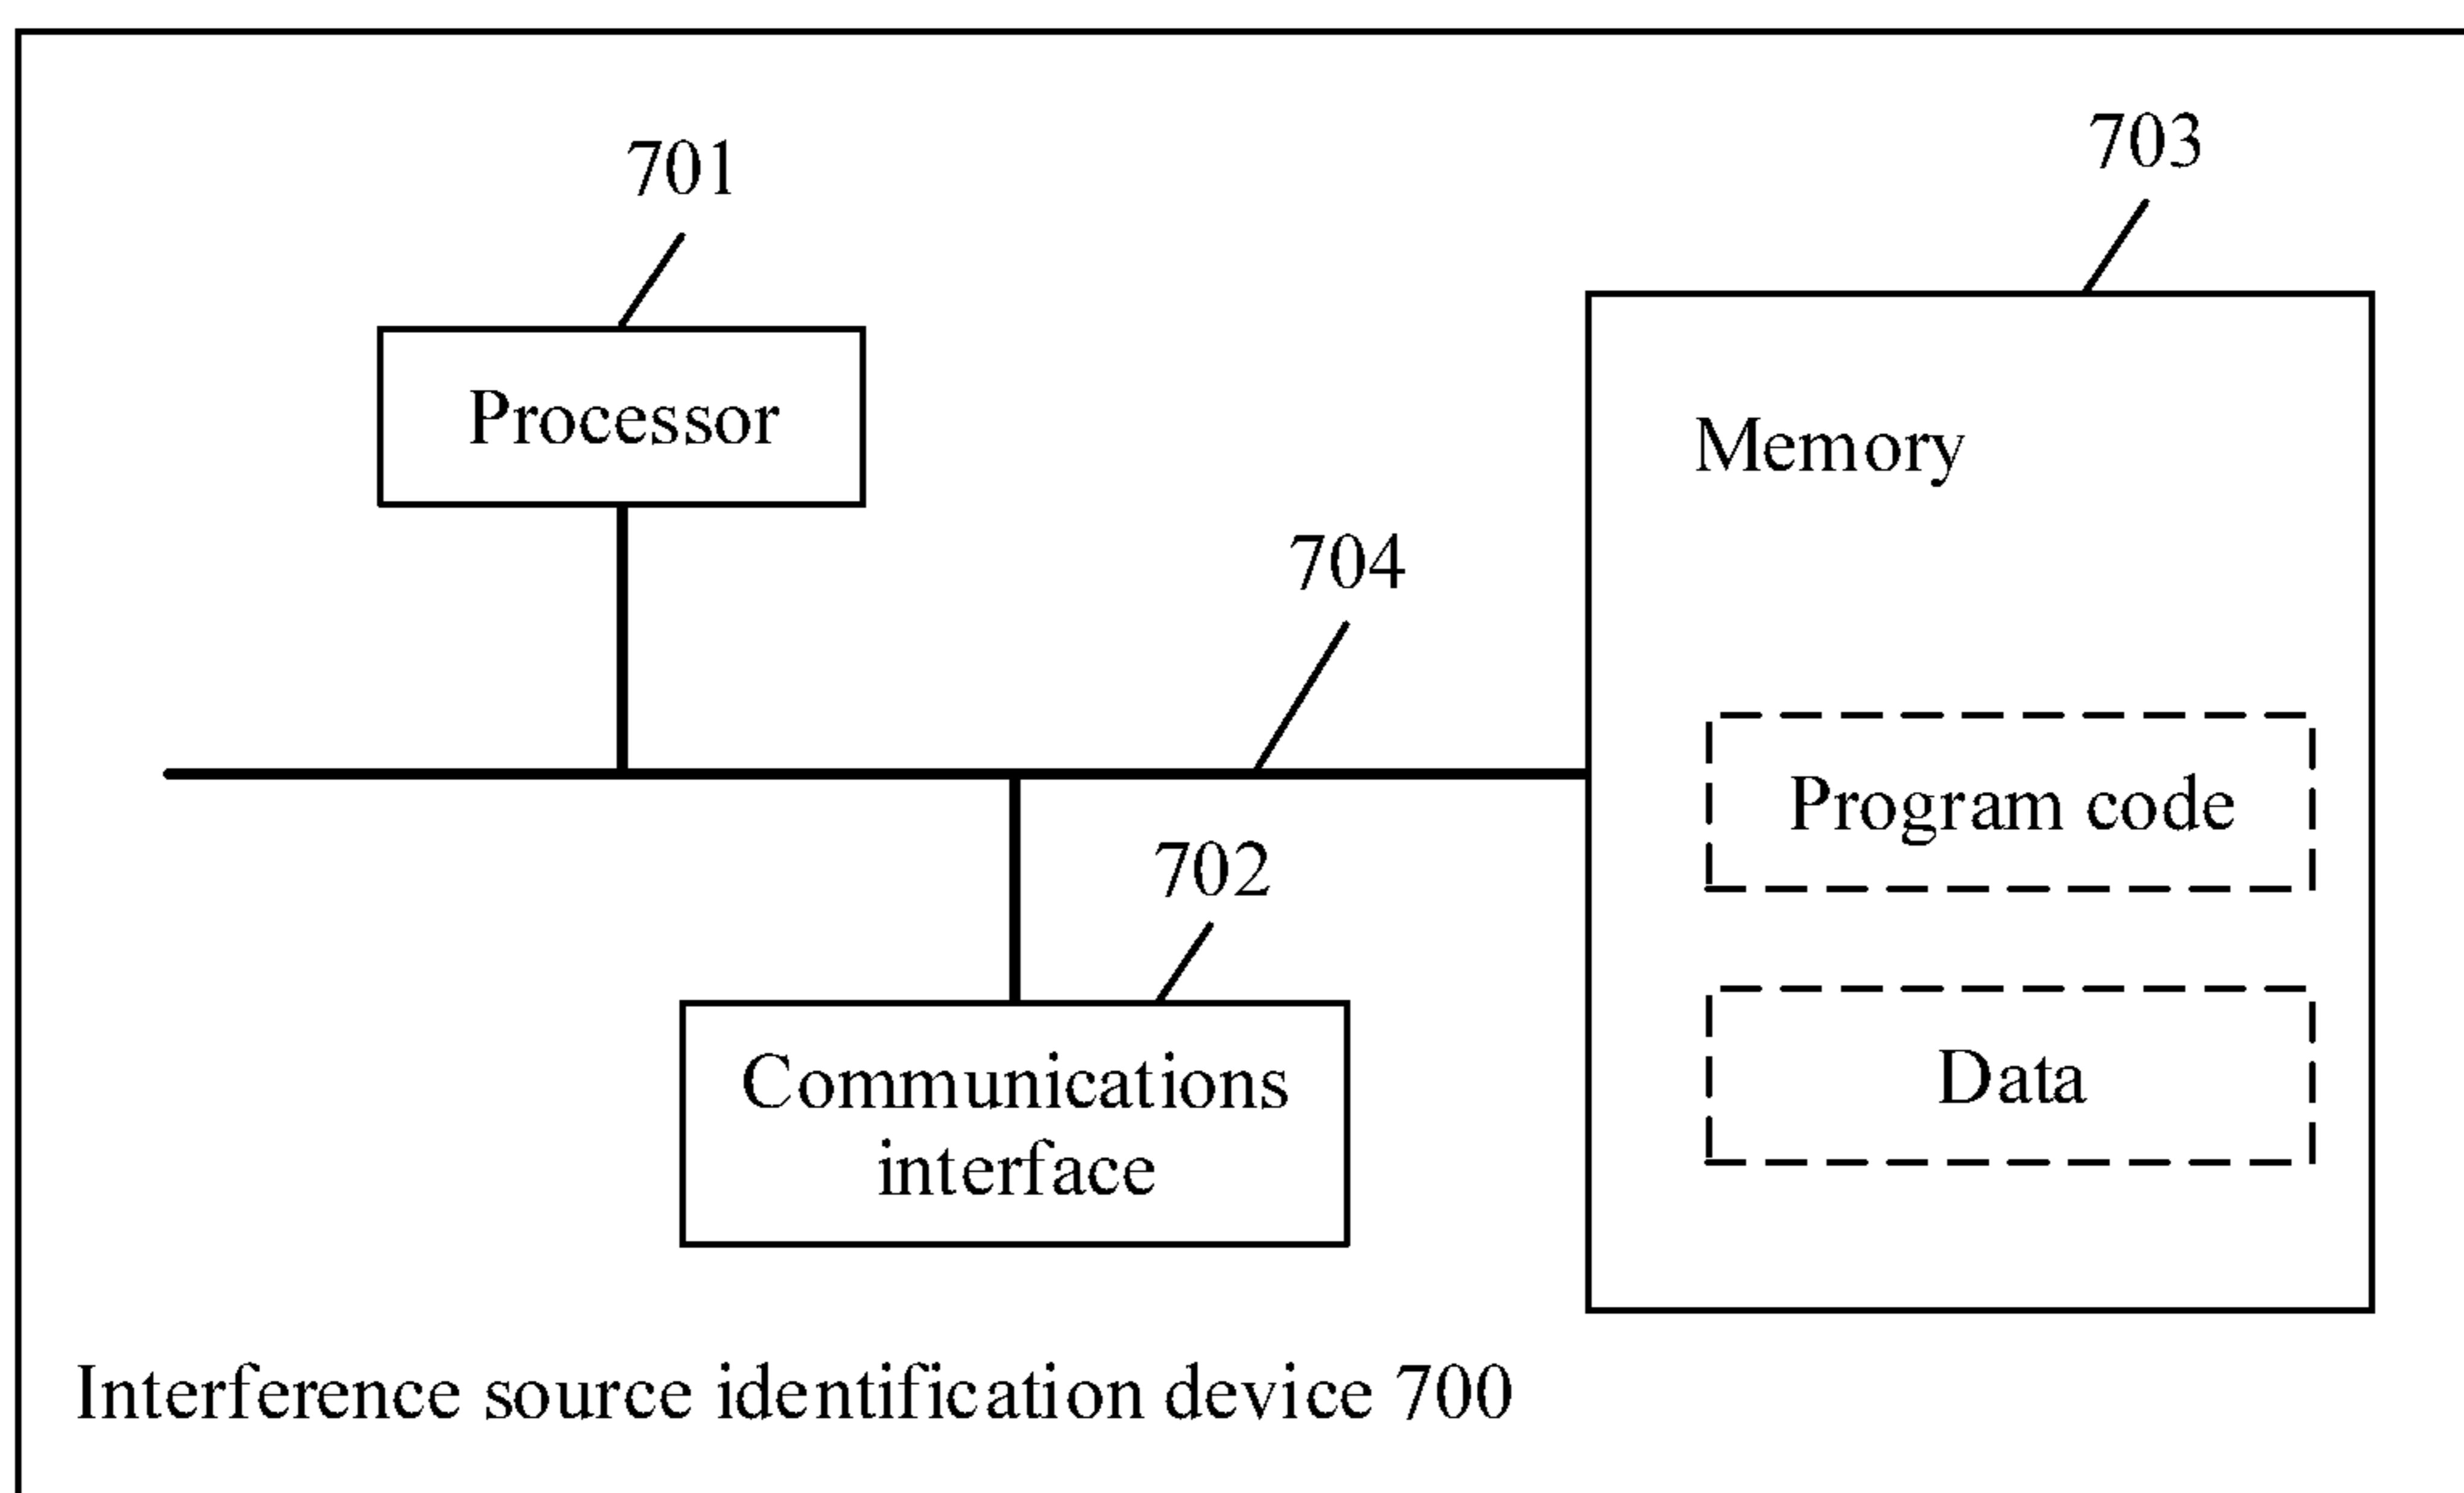 703
701
Processor
Memory
704
Program code
702
Communications
interface
Data
Interference source identification device 700